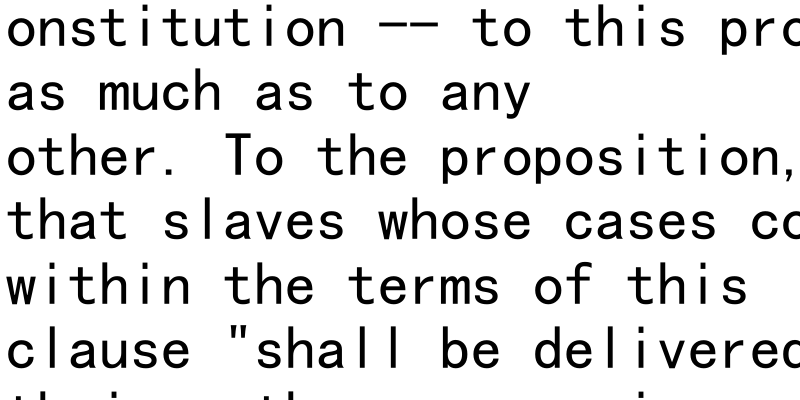 onstitution -- to this pro
as much as to any
other. To the proposition,
that slaves whose cases co
within the terms of this
clause "shall be delivered